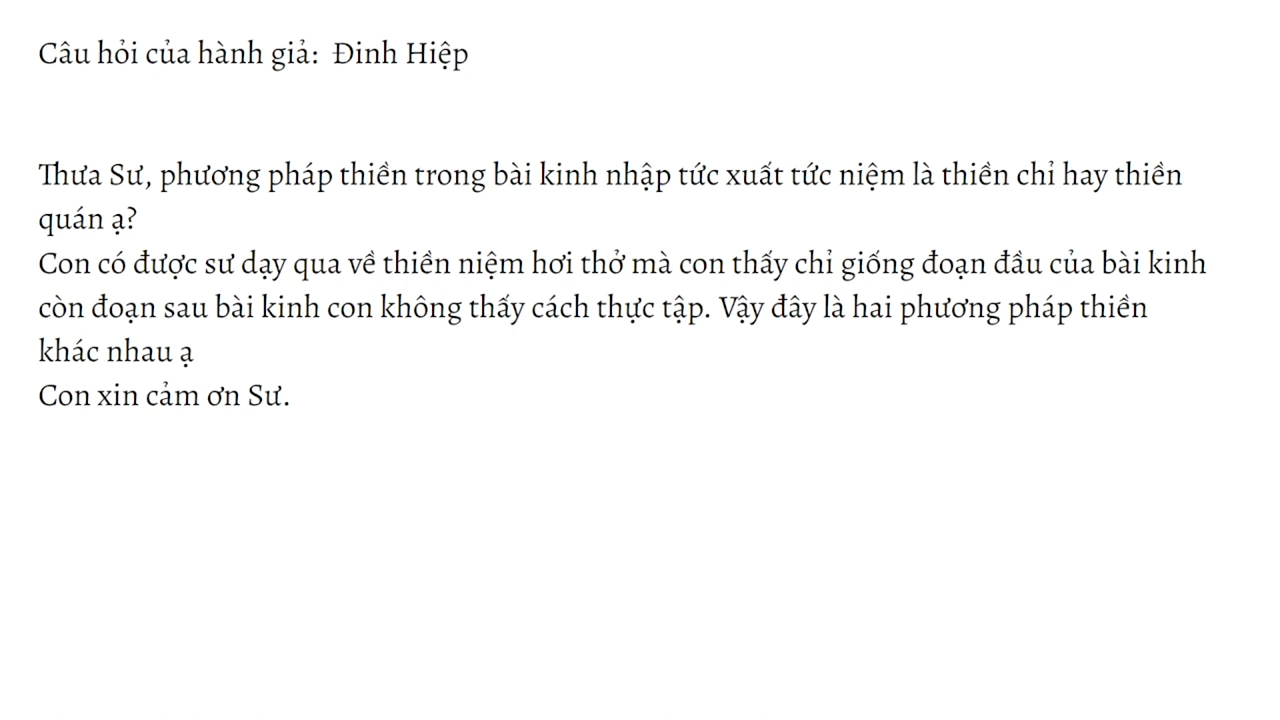 Câu hỏi của hành giả:  Đinh Hiệp
Thưa Sư, phương pháp thiền trong bài kinh nhập tức xuất tức niệm là thiền chỉ hay thiền
quán ạ?
Con có được sư dạy qua về thiền niệm hơi thở mà con thấy chỉ giống đoạn đầu của bài kinh
còn đoạn sau bài kinh con không thấy cách thực tập. Vậy đây là hai phương pháp thiền
khác nhau ạ
Con xin cảm ơn Sư.